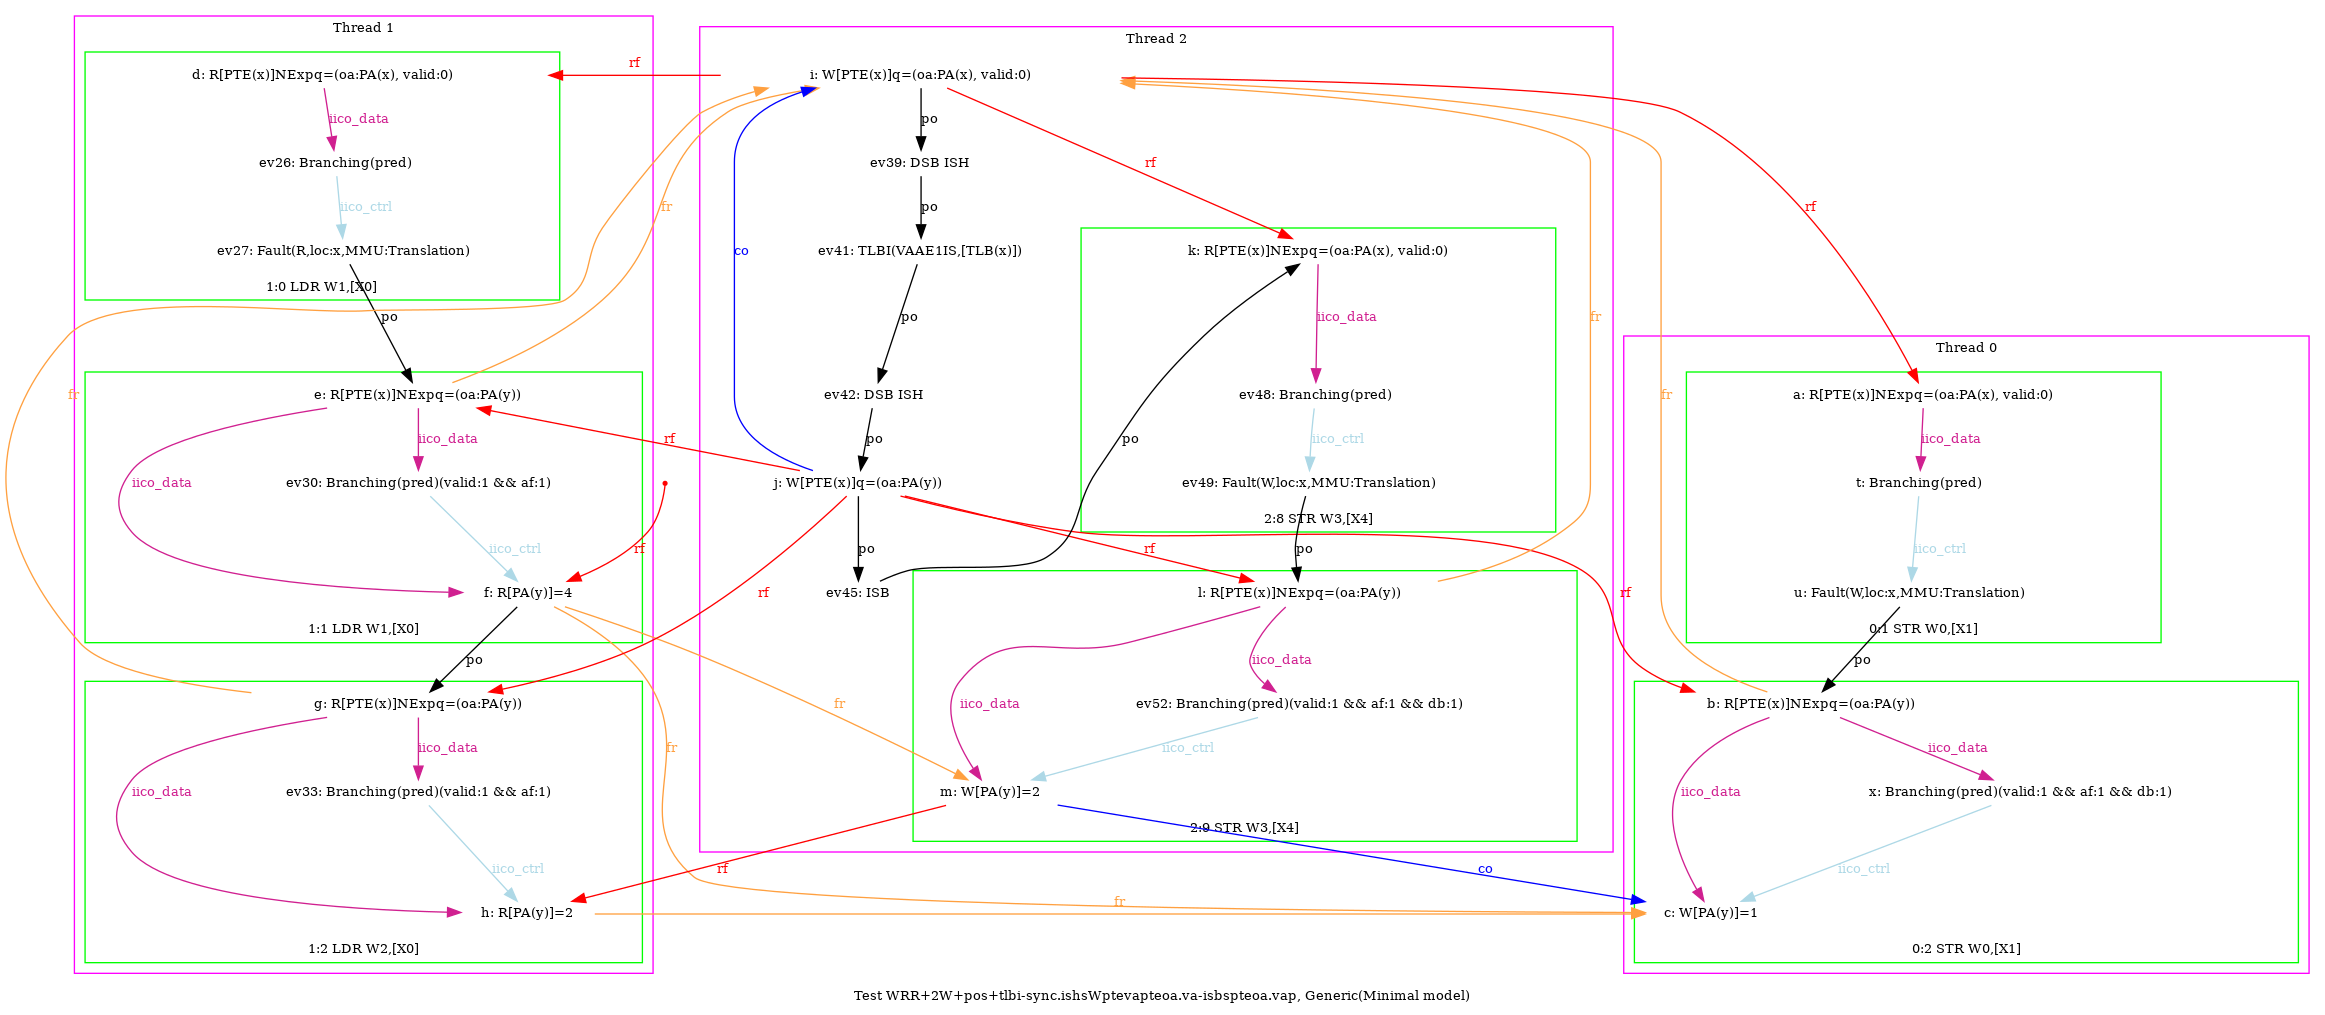 Thread 1
d: R[PTE(x)]NExpq=(oa:PA(x), valid:0)
iico_data
ev26: Branching(pred)
iico_ctrl
ev27: Fault(R,loc:x,MMU:Translation)
1:0 LDR W1,[X0]
po
e: R[PTE(x)]NExpq=(oa:PA(y))
iico_data
iico_data
ev30: Branching(pred)(valid:1 && af:1)
iico_ctrl
rf
f: R[PA(y)]=4
1:1 LDR W1,[X0]
po
g: R[PTE(x)]NExpq=(oa:PA(y))
iico_data
iico_data
ev33: Branching(pred)(valid:1 && af:1)
iico_ctrl
h: R[PA(y)]=2
1:2 LDR W2,[X0]
fr
fr
rf
Thread 2
i: W[PTE(x)]q=(oa:PA(x), valid:0)
po
ev39: DSB ISH
po
ev41: TLBI(VAAE1IS,[TLB(x)])
co
po
ev42: DSB ISH
po
rf
j: W[PTE(x)]q=(oa:PA(y))
po
ev45: ISB
po
rf
k: R[PTE(x)]NExpq=(oa:PA(x), valid:0)
iico_data
ev48: Branching(pred)
iico_ctrl
ev49: Fault(W,loc:x,MMU:Translation)
2:8 STR W3,[X4]
rf
po
rf
l: R[PTE(x)]NExpq=(oa:PA(y))
iico_data
iico_data
ev52: Branching(pred)(valid:1 && af:1 && db:1)
iico_ctrl
m: W[PA(y)]=2
2:9 STR W3,[X4]
fr
fr
fr
rf
co
fr
rf
fr
rf
Thread 0
a: R[PTE(x)]NExpq=(oa:PA(x), valid:0)
iico_data
t: Branching(pred)
iico_ctrl
u: Fault(W,loc:x,MMU:Translation)
0:1 STR W0,[X1]
po
b: R[PTE(x)]NExpq=(oa:PA(y))
iico_data
iico_data
x: Branching(pred)(valid:1 && af:1 && db:1)
iico_ctrl
c: W[PA(y)]=1
0:2 STR W0,[X1]
Test WRR+2W+pos+tlbi-sync.ishsWptevapteoa.va-isbspteoa.vap, Generic(Minimal model)